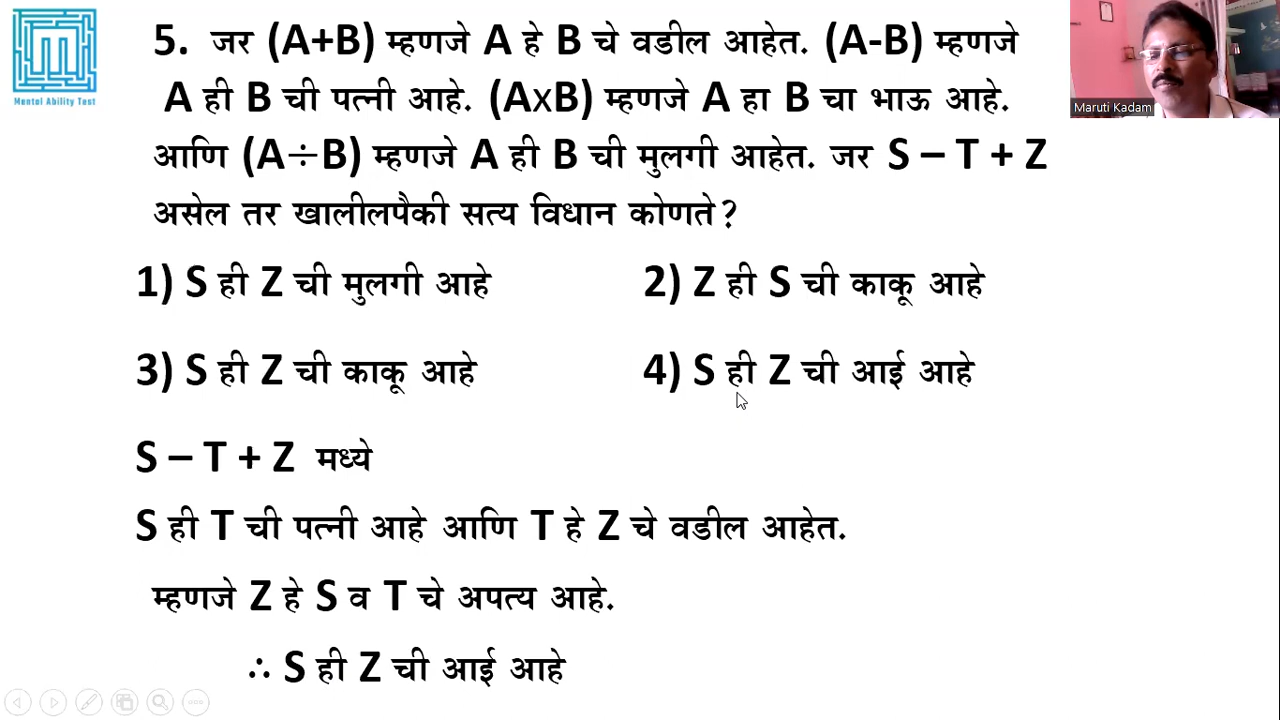 Mental Ability Test
Maruti Kadam
5. जर (A+B) म्हणजे A हे B चे वडील आहेत. (A-B) म्हणजे
A ही B ची पत्नी आहे. (AxB) म्हणजे A हा B चा भाऊ आहे.
आणि (A÷B) म्हणजे A ही B ची मुलगी आहेत. जर S – T + Z
असेल तर खालीलपैकी सत्य विधान कोणते?
1) S ही Z ची मुलगी आहे
2) Z ही S ची काकू आहे
3) S ही Z ची काकू आहे
4) S ही Z ची आई आहे
S – T + Z मध्ये
S ही T ची पत्नी आहे आणि T हे Z चे वडील आहेत.
म्हणजे Z हे S व T चे अपत्य आहे.
∴ S ही Z ची आई आहे